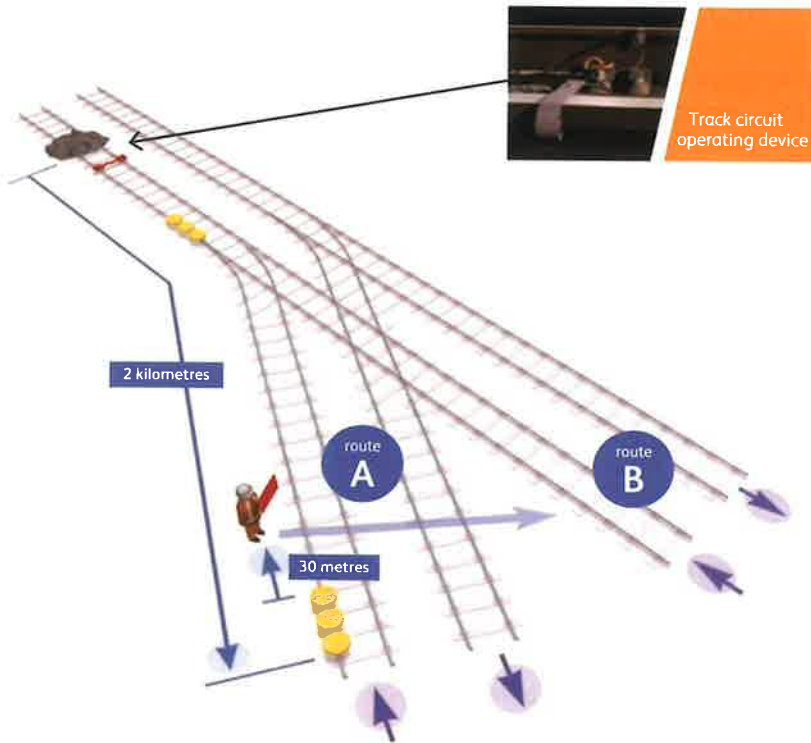 Track circuit
operating device
2 kilometres
route
A
route
B
30 metres